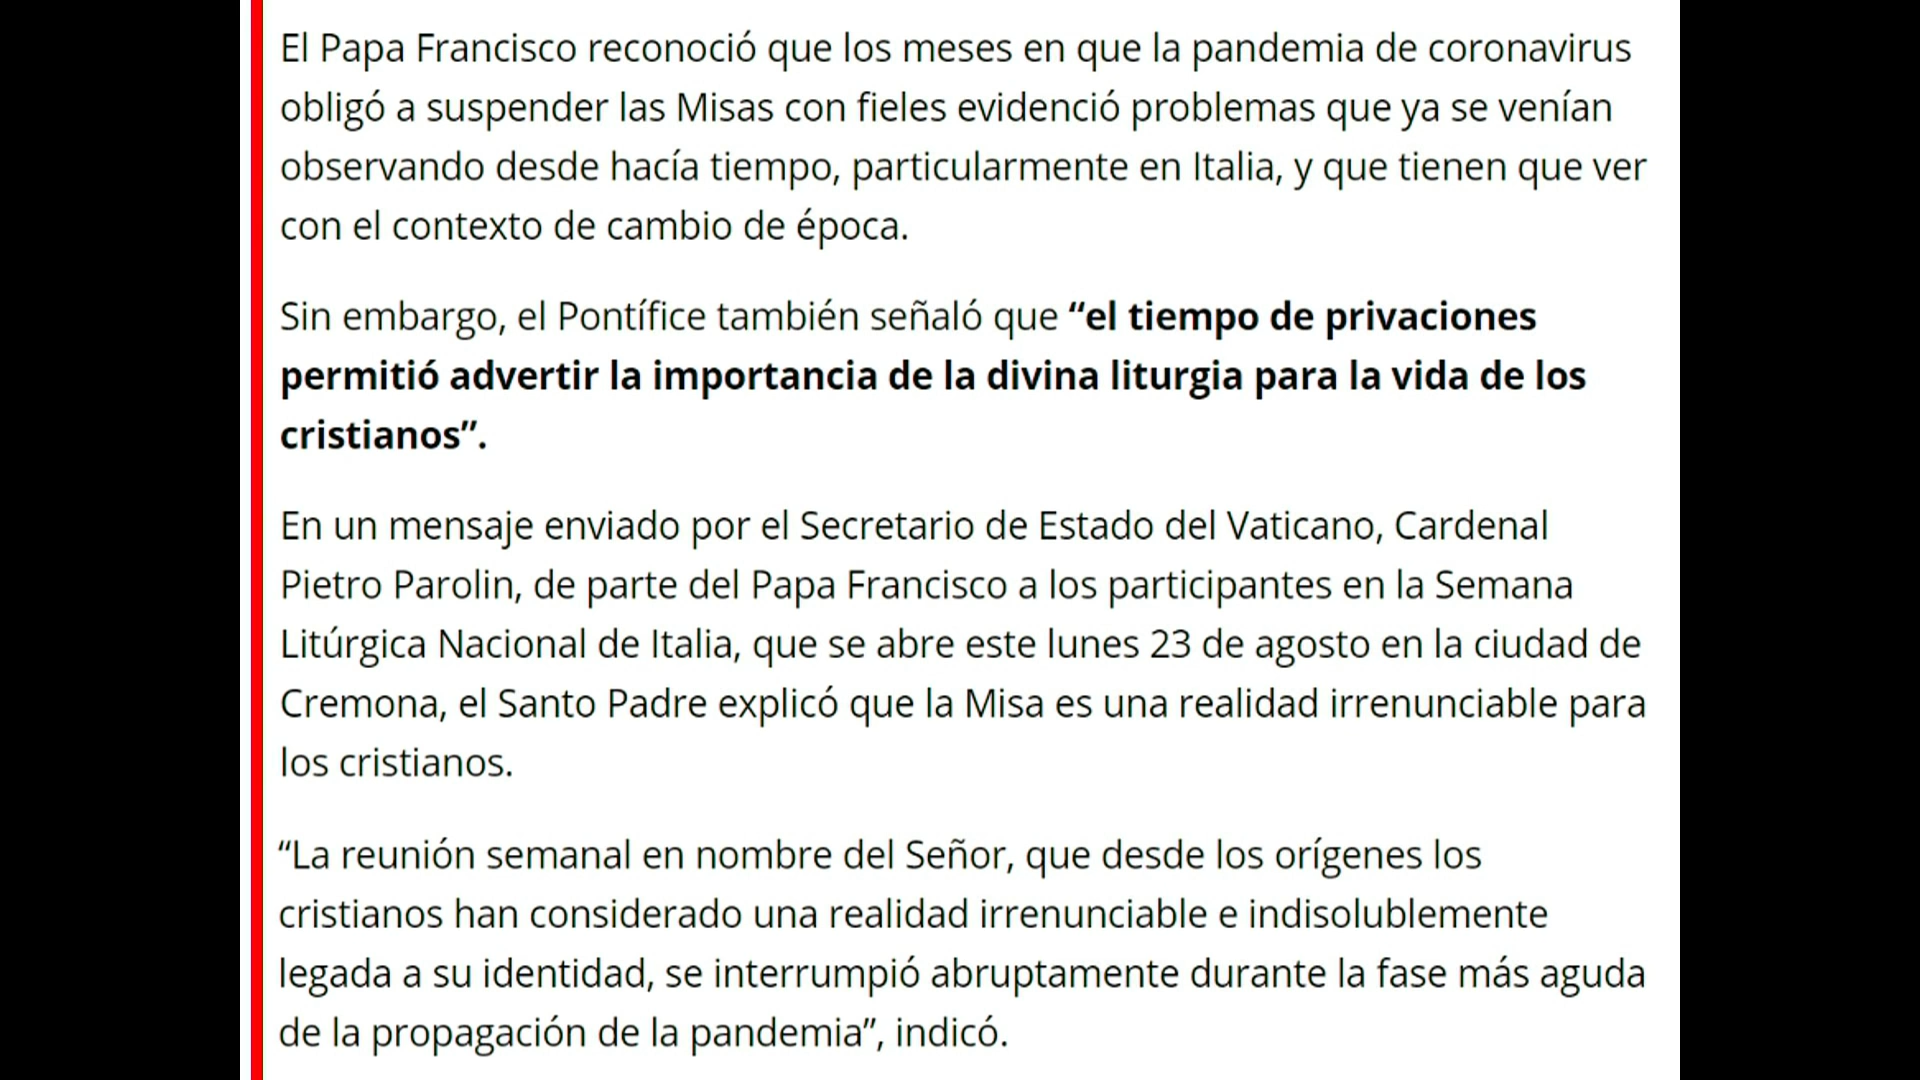 El Papa Francisco reconoció que los meses en que la pandemia de coronavirus
obligó a suspender las Misas con fieles evidenció problemas que ya se venían
observando desde hacía tiempo, particularmente en Italia, y que tienen que ver
con el contexto de cambio de época.
Sin embargo, el Pontífice también señaló que “el tiempo de privaciones
permitió advertir la importancia de la divina liturgia para la vida de los
cristianos”.
En un mensaje enviado por el Secretario de Estado del Vaticano, Cardenal
Pietro Parolin, de parte del Papa Francisco a los participantes en la Semana
Litúrgica Nacional de Italia, que se abre este lunes 23 de agosto en la ciudad de
Cremona, el Santo Padre explicó que la Misa es una realidad irrenunciable para
los cristianos.
“La reunión semanal en nombre del Señor, que desde los orígenes los
cristianos han considerado una realidad irrenunciable e indisolublemente
legada a su identidad, se interrumpió abruptamente durante la fase más aguda
de la propagación de la pandemia”, indicó.